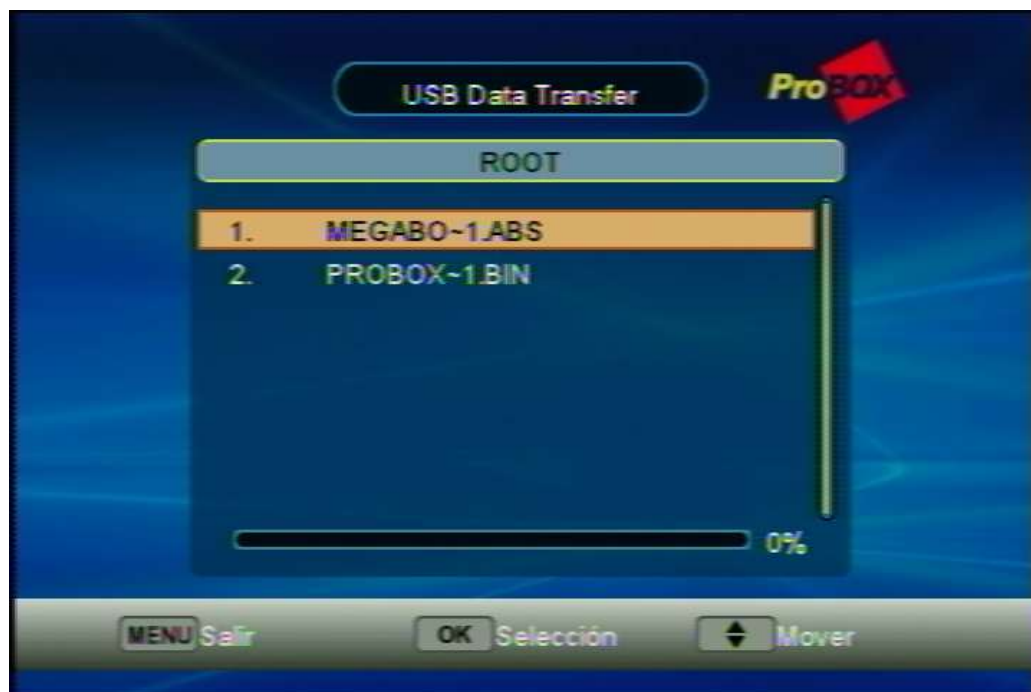 USB Data Transfer
ProBOX
ROOT
1. MEGABO~1.ABS
2. PROBOX~1.BIN
0%
MENU Salir OK Selección Mover